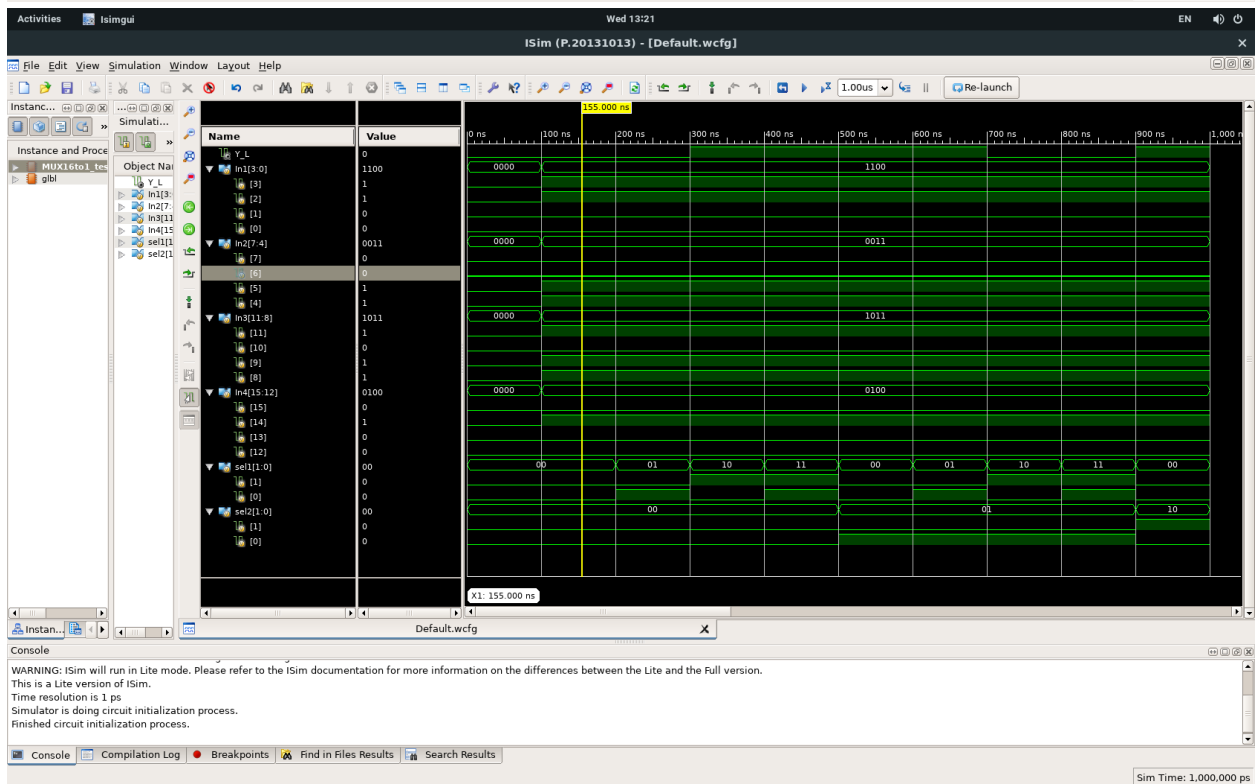 Activities Isimgui Wed 13:21 EN
ISim (P.20131013) - [Default.wcfg]
File Edit View Simulation Window Layout Help
1.00us Re-launch
Instanc...
Simulati...
Instance and Proce
MUX16to1_tes
glbl
Object Nai
Y_L
In1[3:
In2[7:
In3[11
In4[15
sel1[1
sel2[1
155.000 ns
Name Value
0 ns 100 ns 200 ns 300 ns 400 ns 500 ns 600 ns 700 ns 800 ns 900 ns 1,000 n
Y_L 0
In1[3:0] 1100 0000 1100
[3] 1
[2] 1
[1] 0
[0] 0
In2[7:4] 0011 0000 0011
[7] 0
[6] 0
[5] 1
[4] 1
In3[11:8] 1011 0000 1011
[11] 1
[10] 0
[9] 1
[8] 1
In4[15:12] 0100 0000 0100
[15] 0
[14] 1
[13] 0
[12] 0
sel1[1:0] 00 00 01 10 11 00 01 10 11 00
[1] 0
[0] 0
sel2[1:0] 00 00 01 10
[1] 0
[0] 0
X1: 155.000 ns
Instan...
Default.wcfg
Console
WARNING: ISim will run in Lite mode. Please refer to the ISim documentation for more information on the differences between the Lite and the Full version.
This is a Lite version of ISim.
Time resolution is 1 ps
Simulator is doing circuit initialization process.
Finished circuit initialization process.
Console Compilation Log Breakpoints Find in Files Results Search Results
Sim Time: 1,000,000 ps